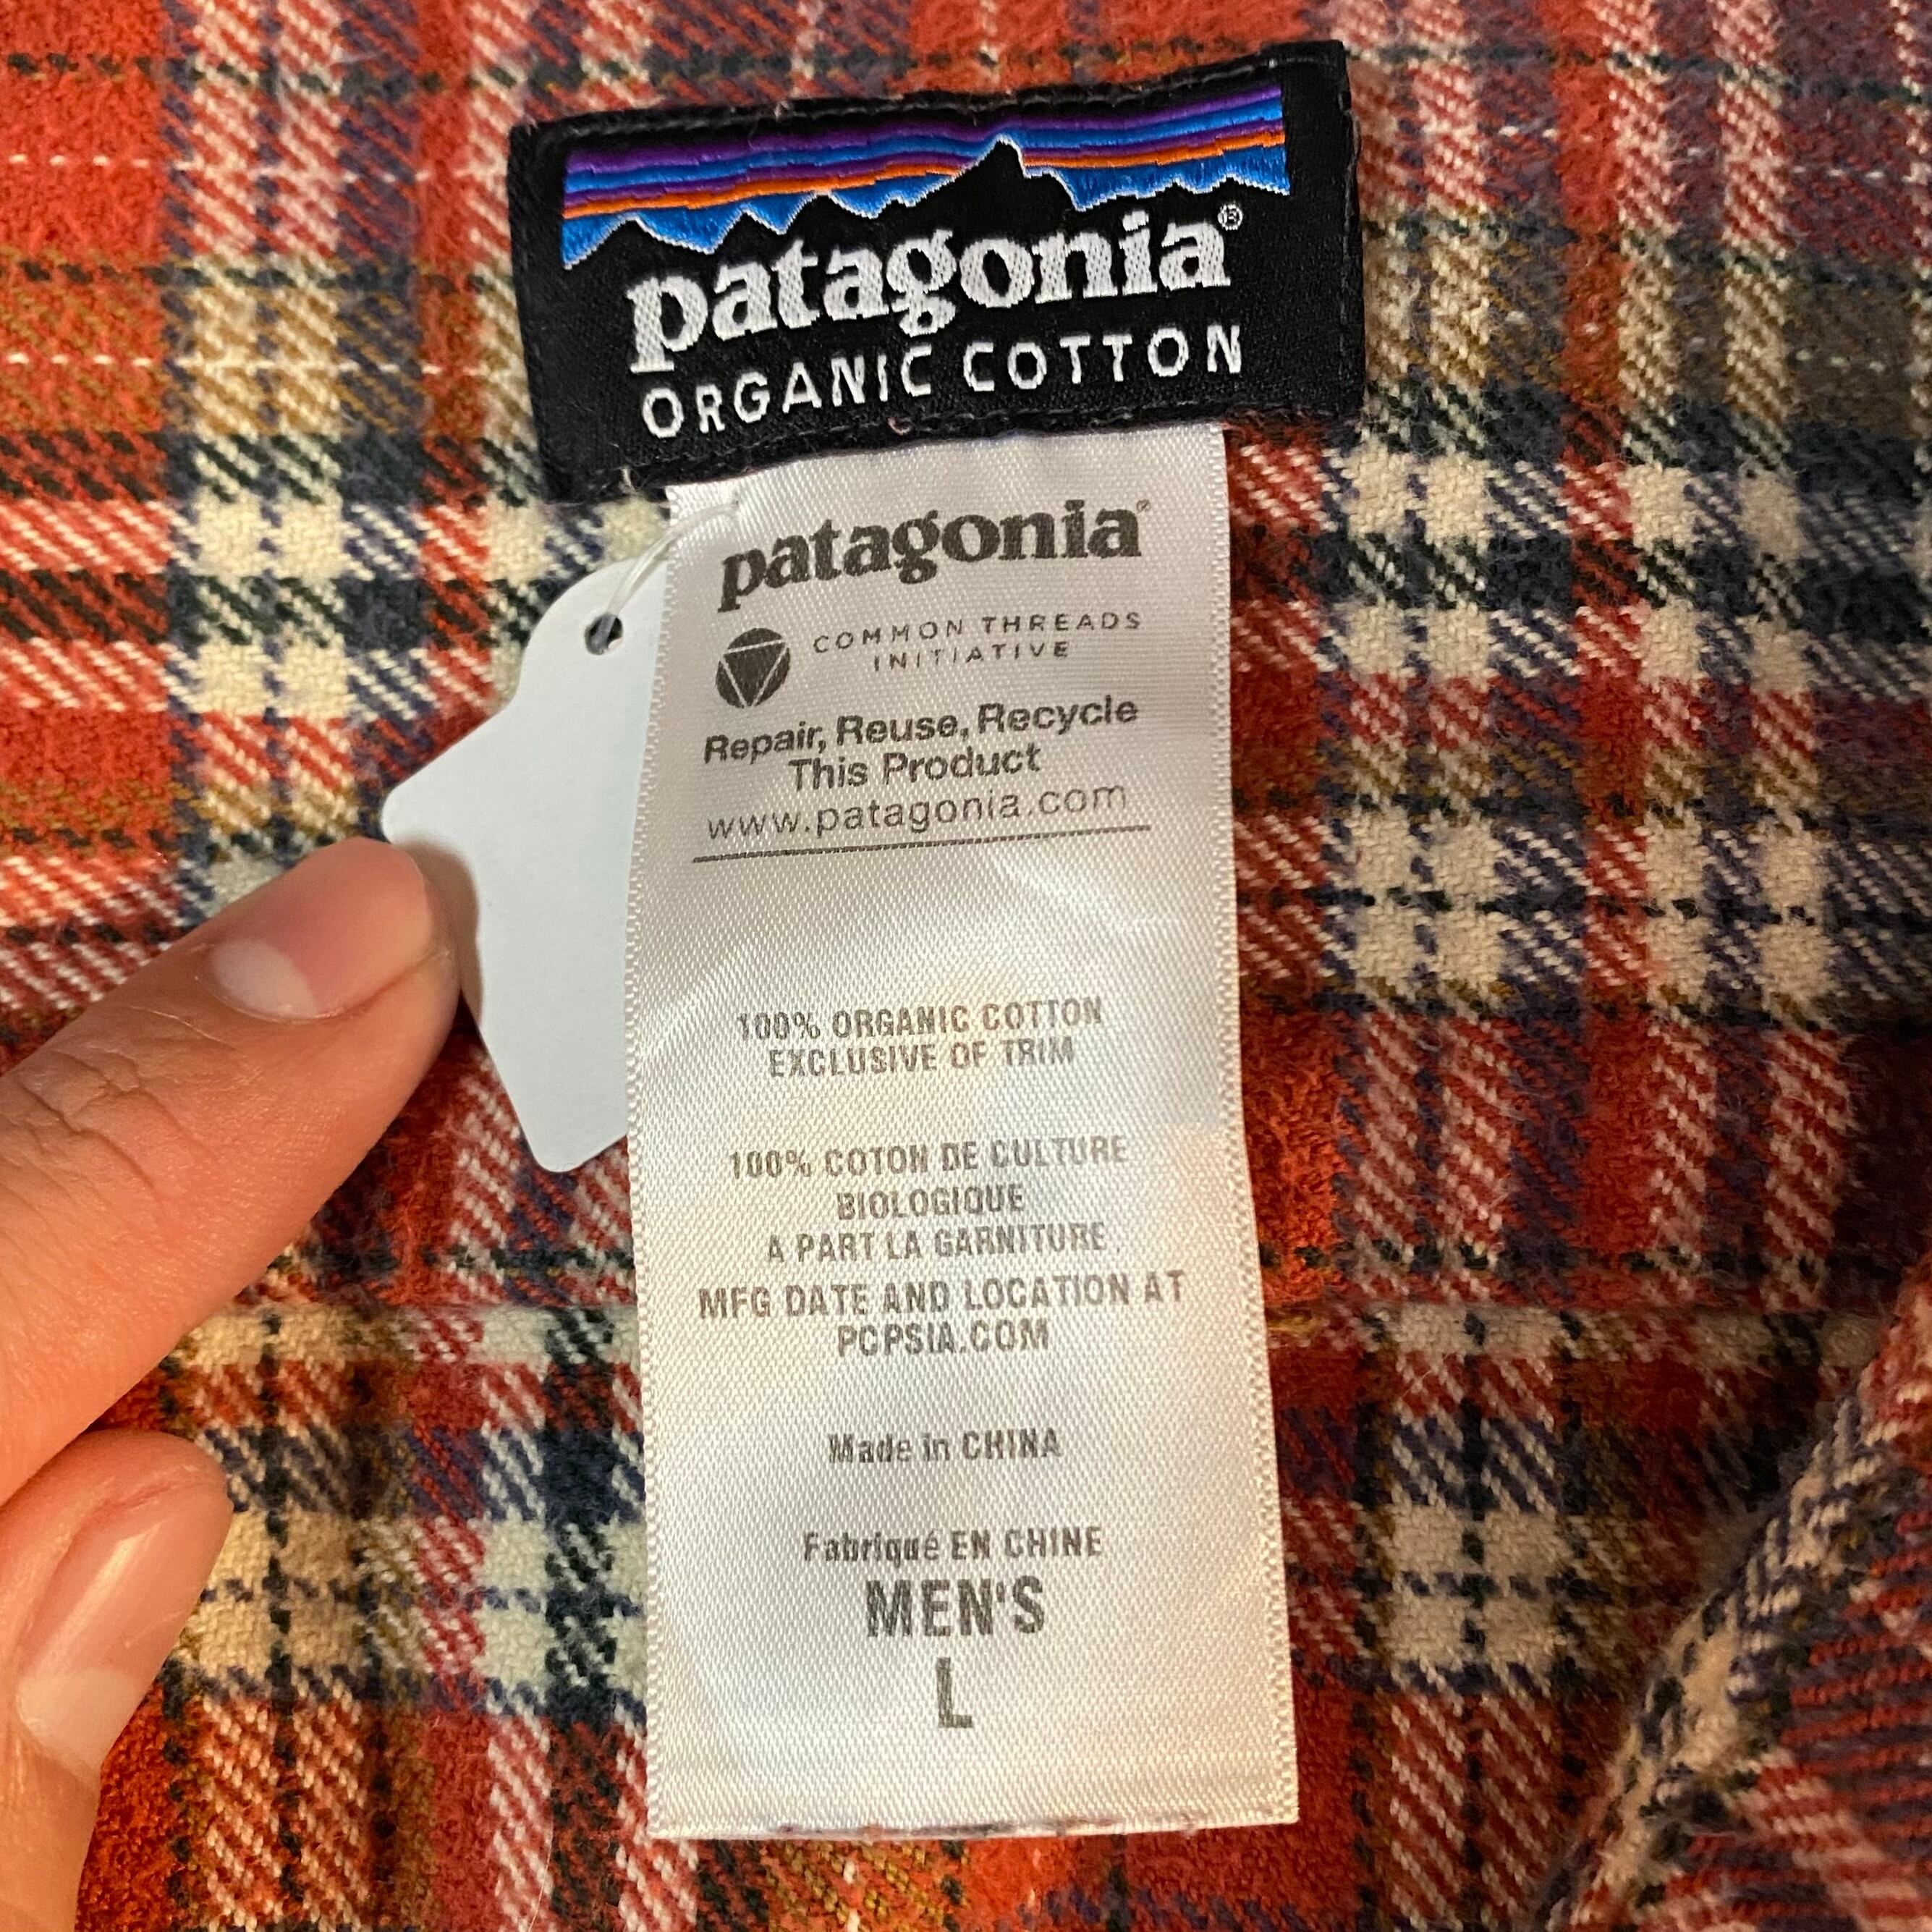 patagonia®
ORGANIC COTTON
patagonia®
COMMON THREADS
INITIATIVE
Repair, Reuse, Recycle
This Product
www.patagonia.com
100% ORGANIC COTTON
EXCLUSIVE OF TRIM
100% COTON DE CULTURE
BIOLOGIQUE
A PART LA GARNITURE.
MFG DATE AND LOCATION AT
PCPSIA.COM
Made in CHINA
Fabriqué EN CHINE
MEN'S
L